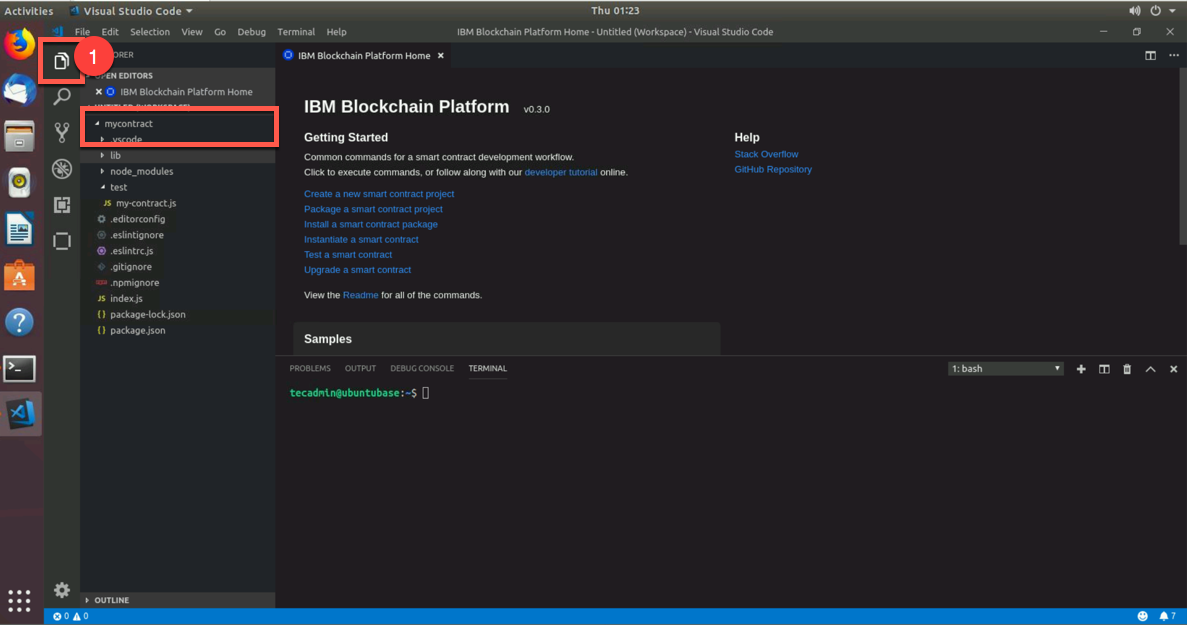 Activities
Visual Studio Code
Thu 01:23
File Edit Selection View Go Debug Terminal Help
IBM Blockchain Platform Home - Untitled (Workspace) - Visual Studio Code
1
ORER
OPEN EDITORS
IBM Blockchain Platform Home
UNTITLED (WORKSPACE)
mycontract
.vscode
lib
node_modules
test
JS my-contract.js
.editorconfig
.eslintignore
.eslintrc.js
.gitignore
.npmignore
JS index.js
{} package-lock.json
{} package.json
OUTLINE
IBM Blockchain Platform Home
IBM Blockchain Platform v0.3.0
Getting Started
Common commands for a smart contract development workflow.
Click to execute commands, or follow along with our developer tutorial online.
Create a new smart contract project
Package a smart contract project
Install a smart contract package
Instantiate a smart contract
Test a smart contract
Upgrade a smart contract
View the Readme for all of the commands.
Samples
Help
Stack Overflow
GitHub Repository
PROBLEMS OUTPUT DEBUG CONSOLE TERMINAL
1: bash
tecadmin@ubuntubase:~$
0 0
7